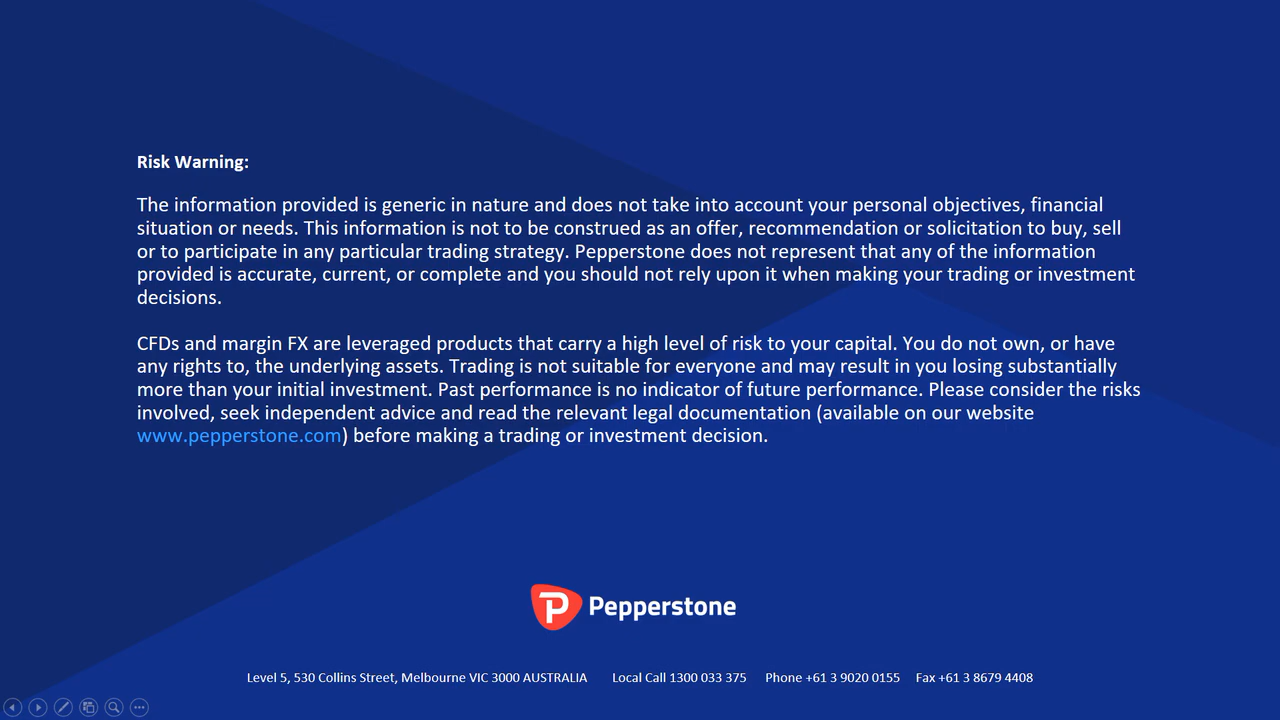 Risk Warning:
The information provided is generic in nature and does not take into account your personal objectives, financial
situation or needs. This information is not to be construed as an offer, recommendation or solicitation to buy, sell
or to participate in any particular trading strategy. Pepperstone does not represent that any of the information
provided is accurate, current, or complete and you should not rely upon it when making your trading or investment
decisions.
CFDs and margin FX are leveraged products that carry a high level of risk to your capital. You do not own, or have
any rights to, the underlying assets. Trading is not suitable for everyone and may result in you losing substantially
more than your initial investment. Past performance is no indicator of future performance. Please consider the risks
involved, seek independent advice and read the relevant legal documentation (available on our website
www.pepperstone.com) before making a trading or investment decision.
Pepperstone
Level 5, 530 Collins Street, Melbourne VIC 3000 AUSTRALIA Local Call 1300 033 375 Phone +61 3 9020 0155 Fax +61 3 8679 4408